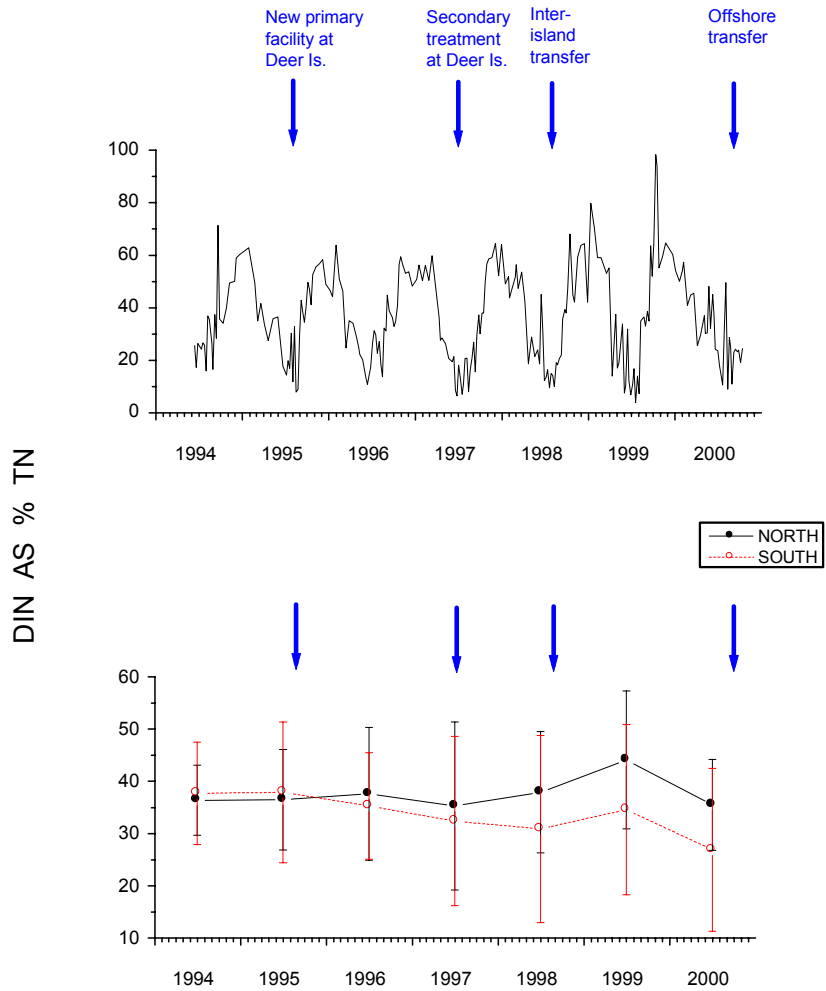 New primary
facility at
Deer Is.
Secondary
treatment
at Deer Is.
Inter-
island
transfer
Offshore
transfer
100
80
60
40
20
0
1994 1995 1996 1997 1998 1999 2000
DIN AS % TN
NORTH
SOUTH
60
50
40
30
20
10
1994 1995 1996 1997 1998 1999 2000